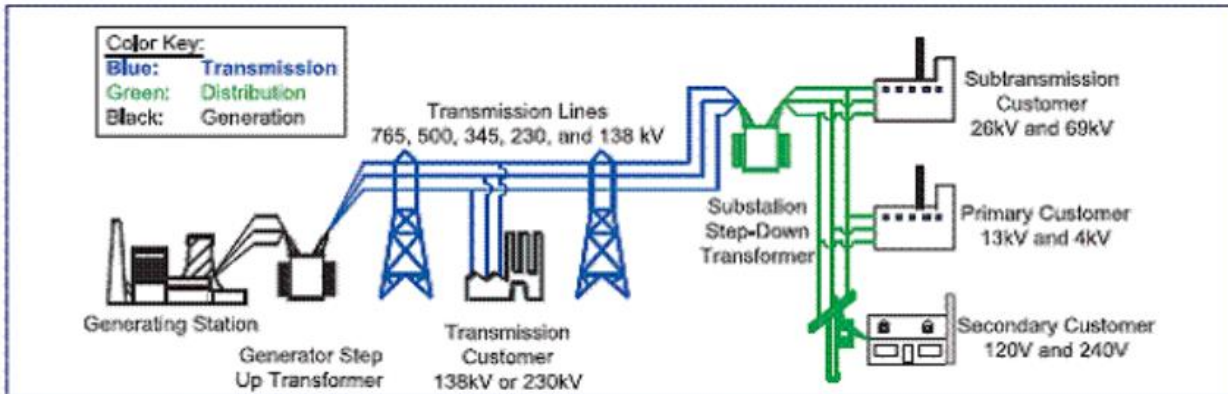 Color Key:
Blue: Transmission
Green: Distribution
Black: Generation
Transmission Lines
765, 500, 345, 230, and 138 kV
Generating Station
Generator Step
Up Transformer
Transmission
Customer
138kV or 230kV
Substation
Step-Down
Transformer
Subtransmission
Customer
26kV and 69kV
Primary Customer
13kV and 4kV
Secondary Customer
120V and 240V